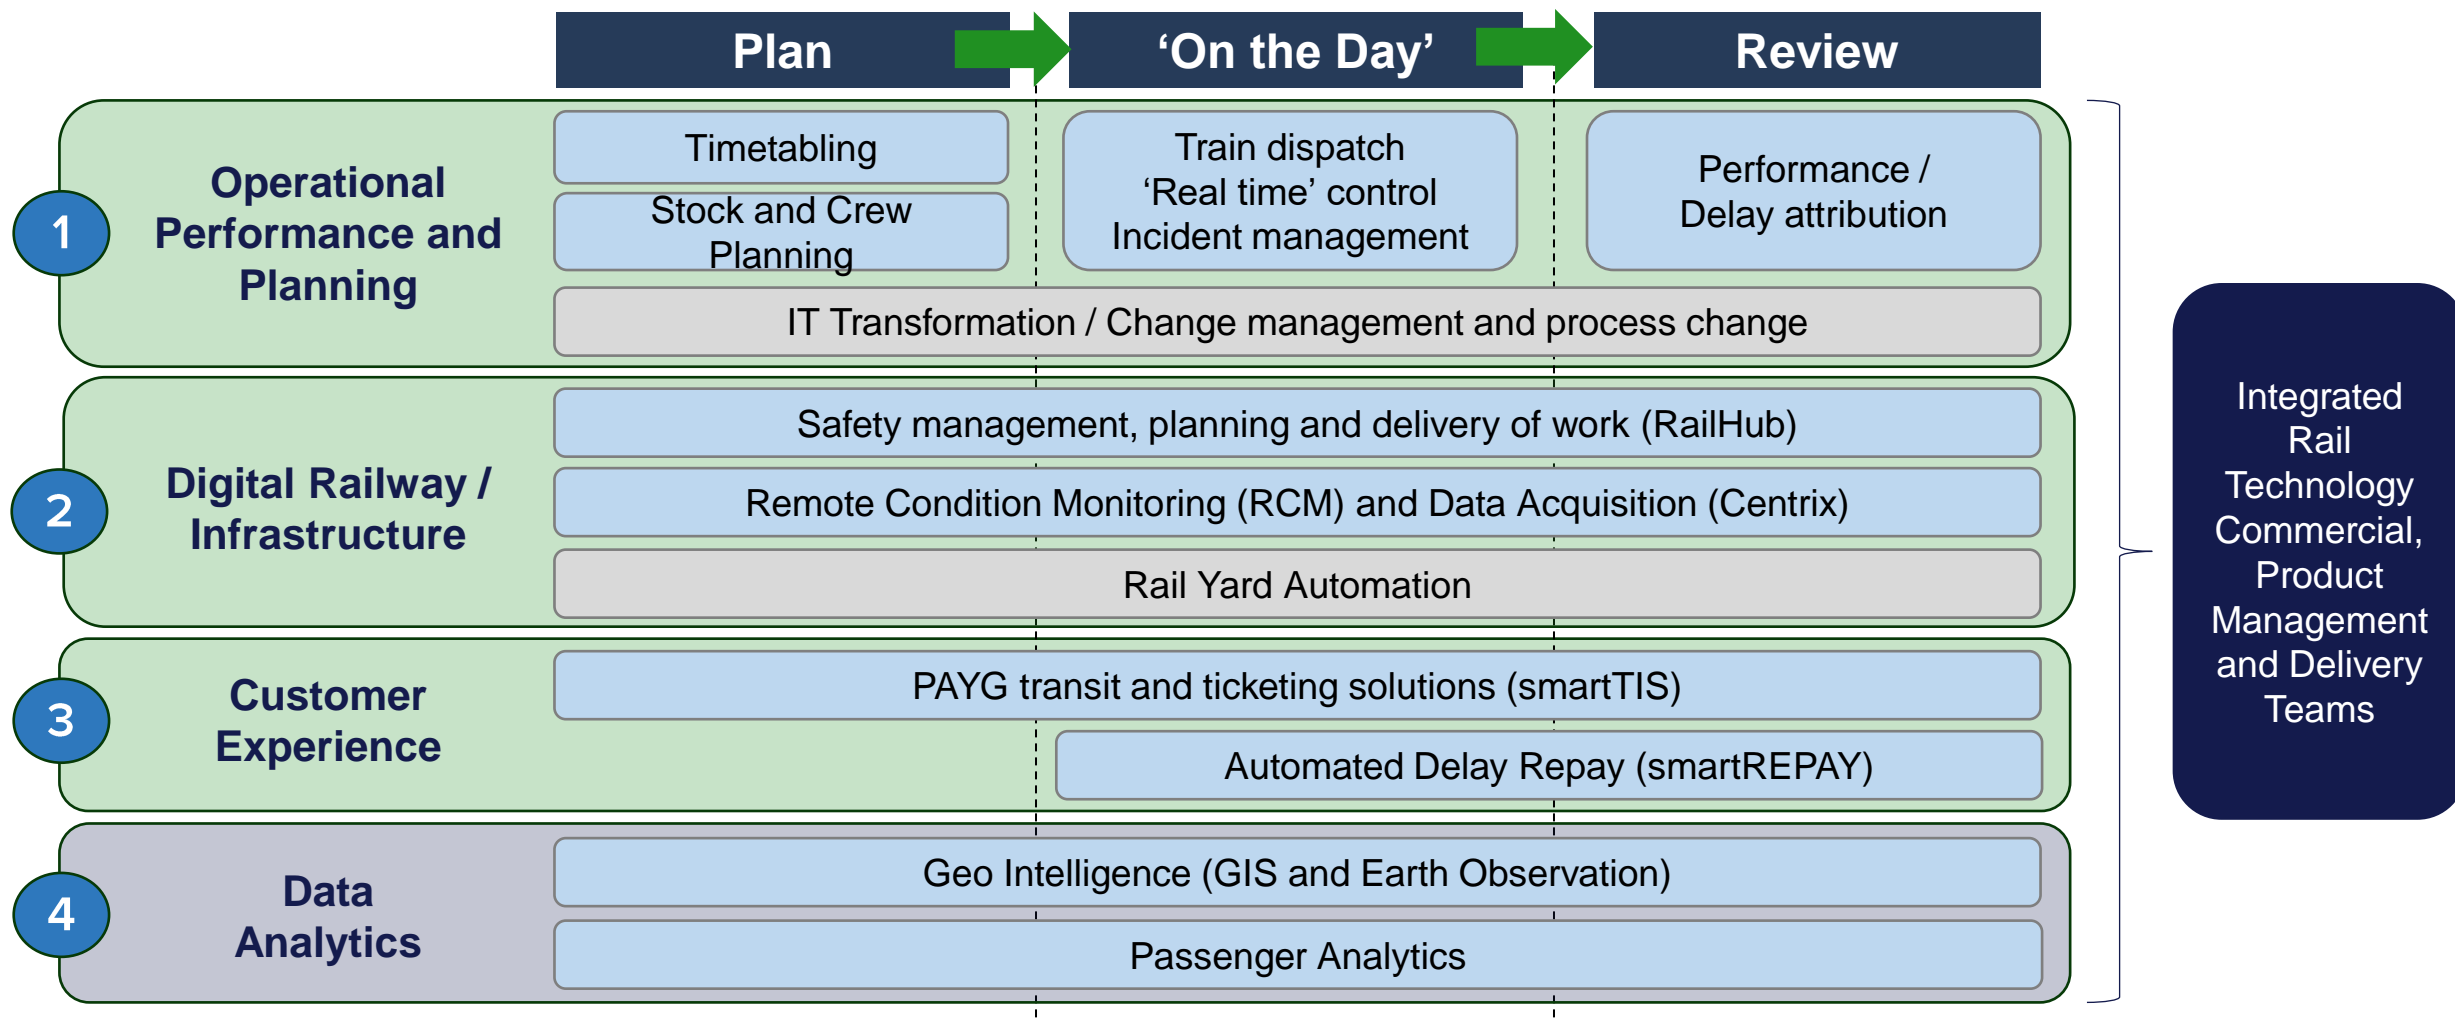 Plan
‘On the Day’
Review
1
Operational
Performance and
Planning
Timetabling
Stock and Crew
Planning
Train dispatch
‘Real time’ control
Incident management
Performance /
Delay attribution
IT Transformation / Change management and process change
2
Digital Railway /
Infrastructure
Safety management, planning and delivery of work (RailHub)
Remote Condition Monitoring (RCM) and Data Acquisition (Centrix)
Rail Yard Automation
3
Customer
Experience
PAYG transit and ticketing solutions (smartTIS)
Automated Delay Repay (smartREPAY)
4
Data
Analytics
Geo Intelligence (GIS and Earth Observation)
Passenger Analytics
Integrated
Rail
Technology
Commercial,
Product
Management
and Delivery
Teams